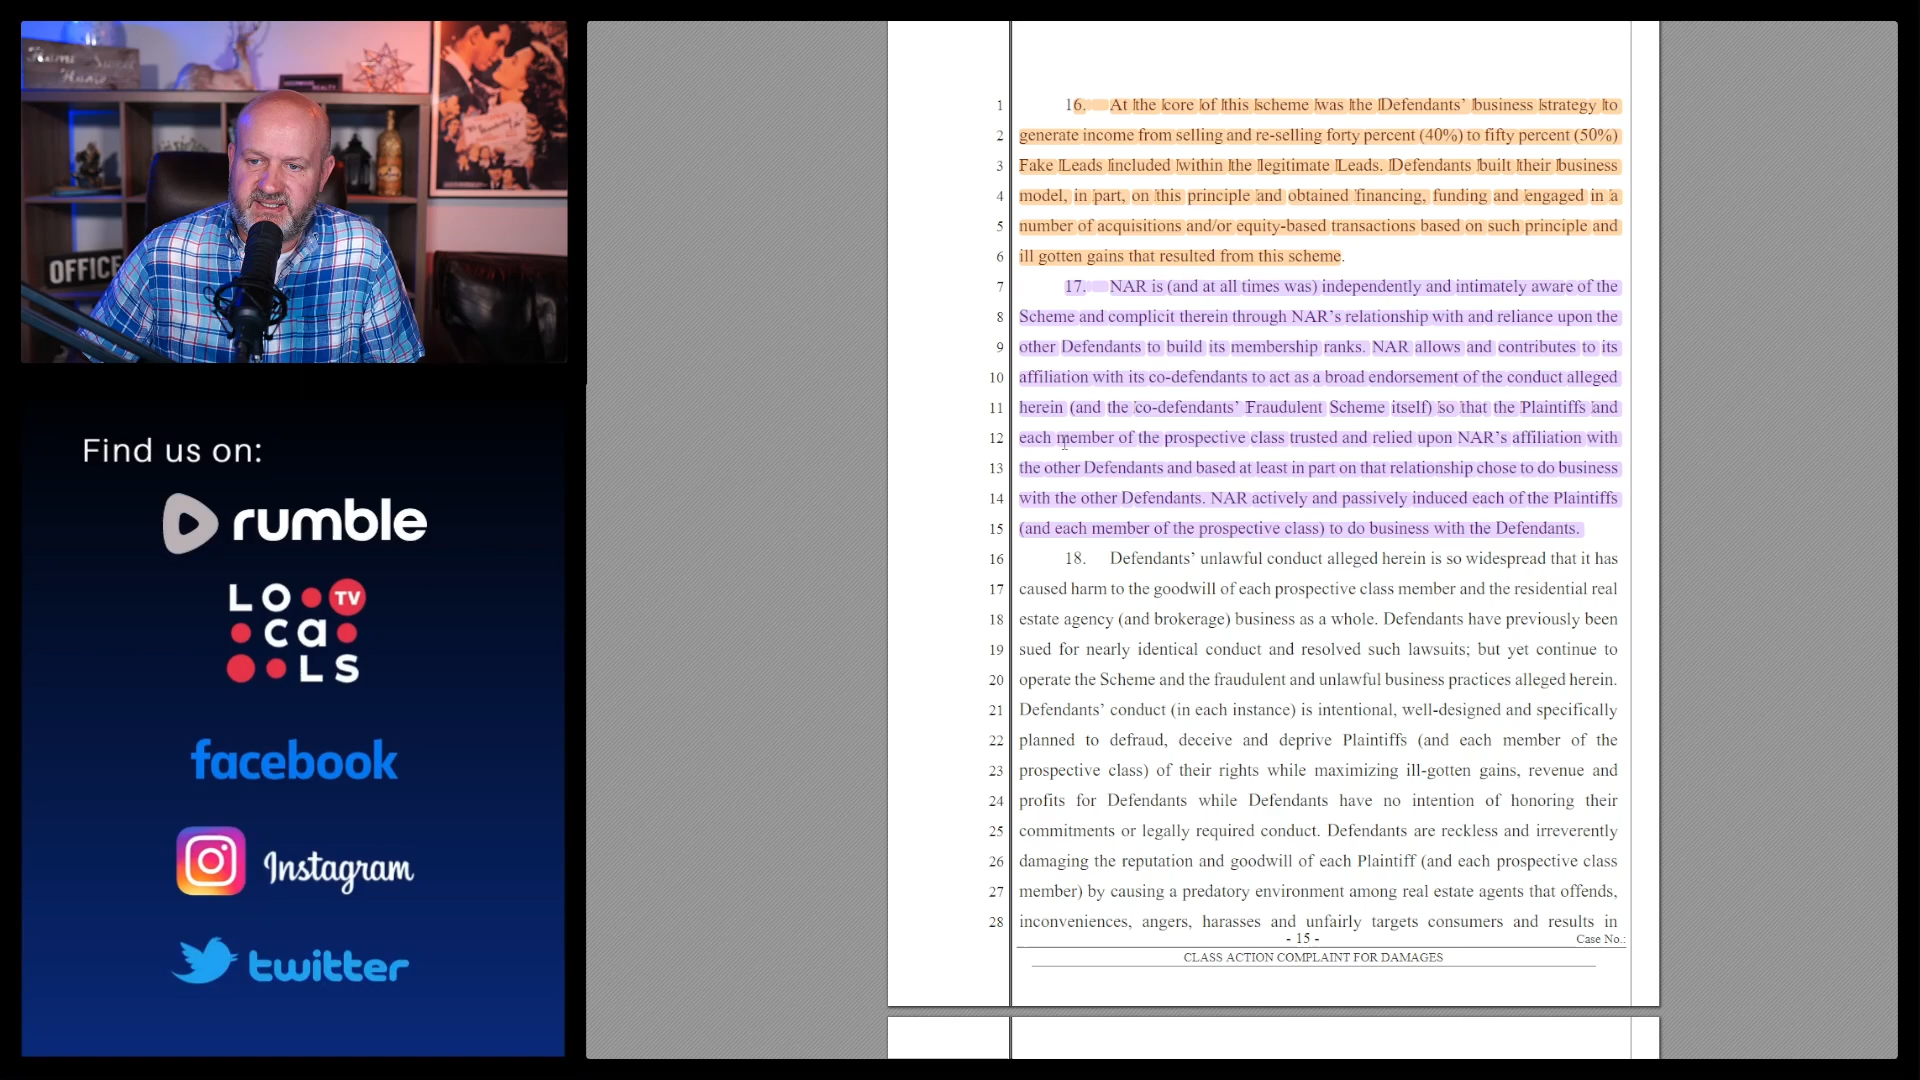 Home Sweet
Home
OFFICE
Find us on:
rumble
LO TV
ca
LS
facebook
Instagram
twitter
1 16. At the core of this scheme was the Defendants’ business strategy to
2 generate income from selling and re-selling forty percent (40%) to fifty percent (50%)
3 Fake Leads included within the legitimate Leads. Defendants built their business
4 model, in part, on this principle and obtained financing, funding and engaged in a
5 number of acquisitions and/or equity-based transactions based on such principle and
6 ill gotten gains that resulted from this scheme.
7 17. NAR is (and at all times was) independently and intimately aware of the
8 Scheme and complicit therein through NAR’s relationship with and reliance upon the
9 other Defendants to build its membership ranks. NAR allows and contributes to its
10 affiliation with its co-defendants to act as a broad endorsement of the conduct alleged
11 herein (and the co-defendants’ Fraudulent Scheme itself) so that the Plaintiffs and
12 each member of the prospective class trusted and relied upon NAR’s affiliation with
13 the other Defendants and based at least in part on that relationship chose to do business
14 with the other Defendants. NAR actively and passively induced each of the Plaintiffs
15 (and each member of the prospective class) to do business with the Defendants.
16 18. Defendants’ unlawful conduct alleged herein is so widespread that it has
17 caused harm to the goodwill of each prospective class member and the residential real
18 estate agency (and brokerage) business as a whole. Defendants have previously been
19 sued for nearly identical conduct and resolved such lawsuits; but yet continue to
20 operate the Scheme and the fraudulent and unlawful business practices alleged herein.
21 Defendants’ conduct (in each instance) is intentional, well-designed and specifically
22 planned to defraud, deceive and deprive Plaintiffs (and each member of the
23 prospective class) of their rights while maximizing ill-gotten gains, revenue and
24 profits for Defendants while Defendants have no intention of honoring their
25 commitments or legally required conduct. Defendants are reckless and irreverently
26 damaging the reputation and goodwill of each Plaintiff (and each prospective class
27 member) by causing a predatory environment among real estate agents that offends,
28 inconveniences, angers, harasses and unfairly targets consumers and results in
- 15 - Case No.:
CLASS ACTION COMPLAINT FOR DAMAGES